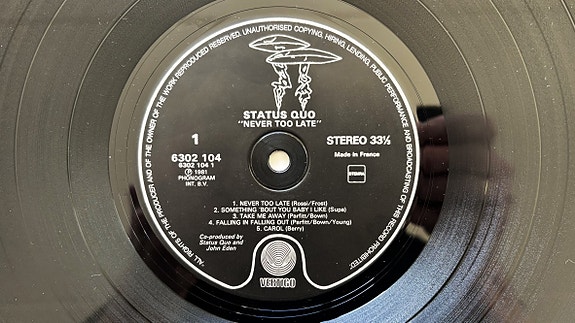 "ALL RIGHTS OF THE PRODUCER AND OF THE OWNER OF THE WORK REPRODUCED RESERVED. UNAUTHORISED COPYING, HIRING, LENDING, PUBLIC PERFORMANCE AND BROADCASTING OF THIS RECORD PROHIBITED"
STATUS QUO
"NEVER TOO LATE"
1
STEREO 33⅓
6302 104
6302 104 1
Made in France
℗ 1981
PHONOGRAM
INT. B.V.
STEMRA
1. NEVER TOO LATE (Rossi/Frost)
2. SOMETHING 'BOUT YOU BABY I LIKE (Supa)
3. TAKE ME AWAY (Parfitt/Bown)
4. FALLING IN FALLING OUT (Parfitt/Bown/Young)
5. CAROL (Berry)
Co-produced by
Status Quo and
John Eden
VERTIGO